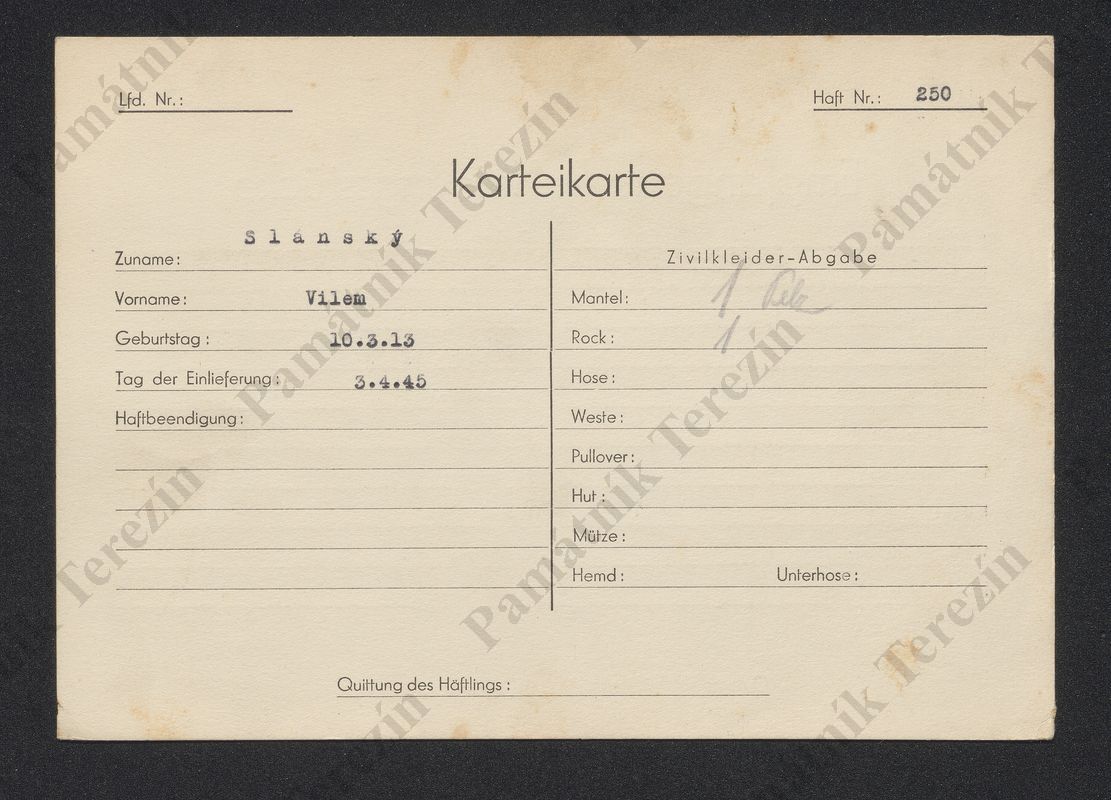 Lfd. Nr.:
Haft Nr.: 250
Karteikarte
Zuname: Slánský
Vorname: Vilem
Geburtstag: 10.3.13
Tag der Einlieferung: 3.4.45
Haftbeendigung:
Zivilkleider-Abgabe
Mantel: 1
Rock: 1
Hose:
Weste:
Pullover:
Hut:
Mütze:
Hemd: Unterhose:
Quittung des Häftlings:
Památník Terezín